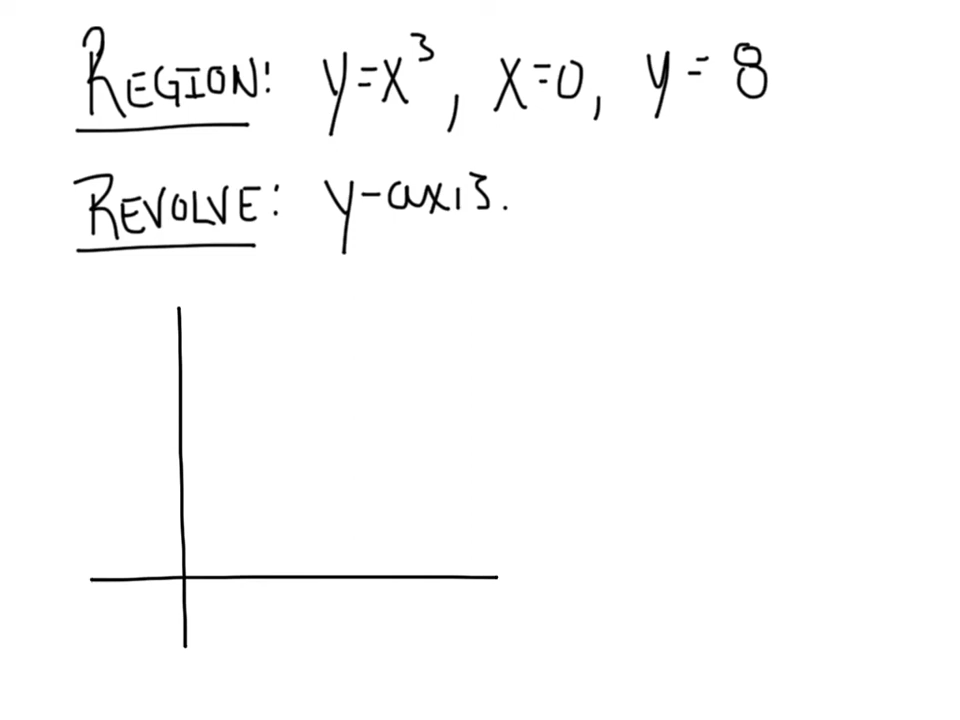 REGION: y=x³, x=0, y=8
REVOLVE: y-axis.